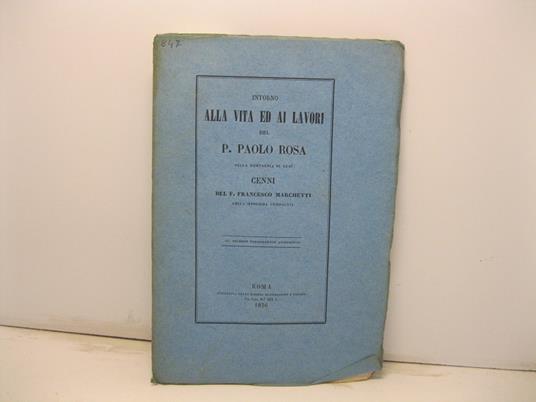 847
INTORNO
ALLA VITA ED AI LAVORI
DEL
P. PAOLO ROSA
DELLA COMPAGNIA DI GESÙ
CENNI
DEL P. FRANCESCO MARCHETTI
DELLA MEDESIMA COMPAGNIA
ROMA
1856